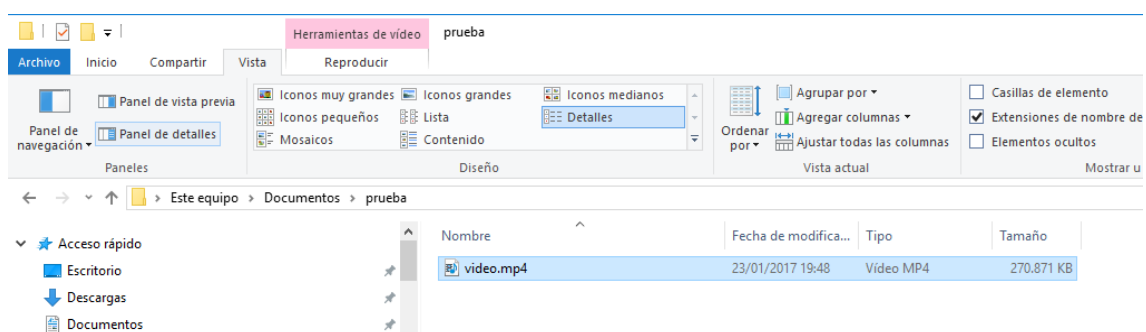 Herramientas de vídeo prueba
Archivo Inicio Compartir Vista Reproducir
Panel de navegación
Panel de vista previa
Panel de detalles
Paneles
Iconos muy grandes Iconos grandes Iconos medianos
Iconos pequeños Lista Detalles
Mosaicos Contenido
Diseño
Ordenar por
Agrupar por
Agregar columnas
Ajustar todas las columnas
Vista actual
Casillas de elemento
Extensiones de nombre de
Elementos ocultos
Mostrar u
Este equipo > Documentos > prueba
Acceso rápido
Escritorio
Descargas
Documentos
Nombre Fecha de modifica... Tipo Tamaño
video.mp4 23/01/2017 19:48 Vídeo MP4 270.871 KB